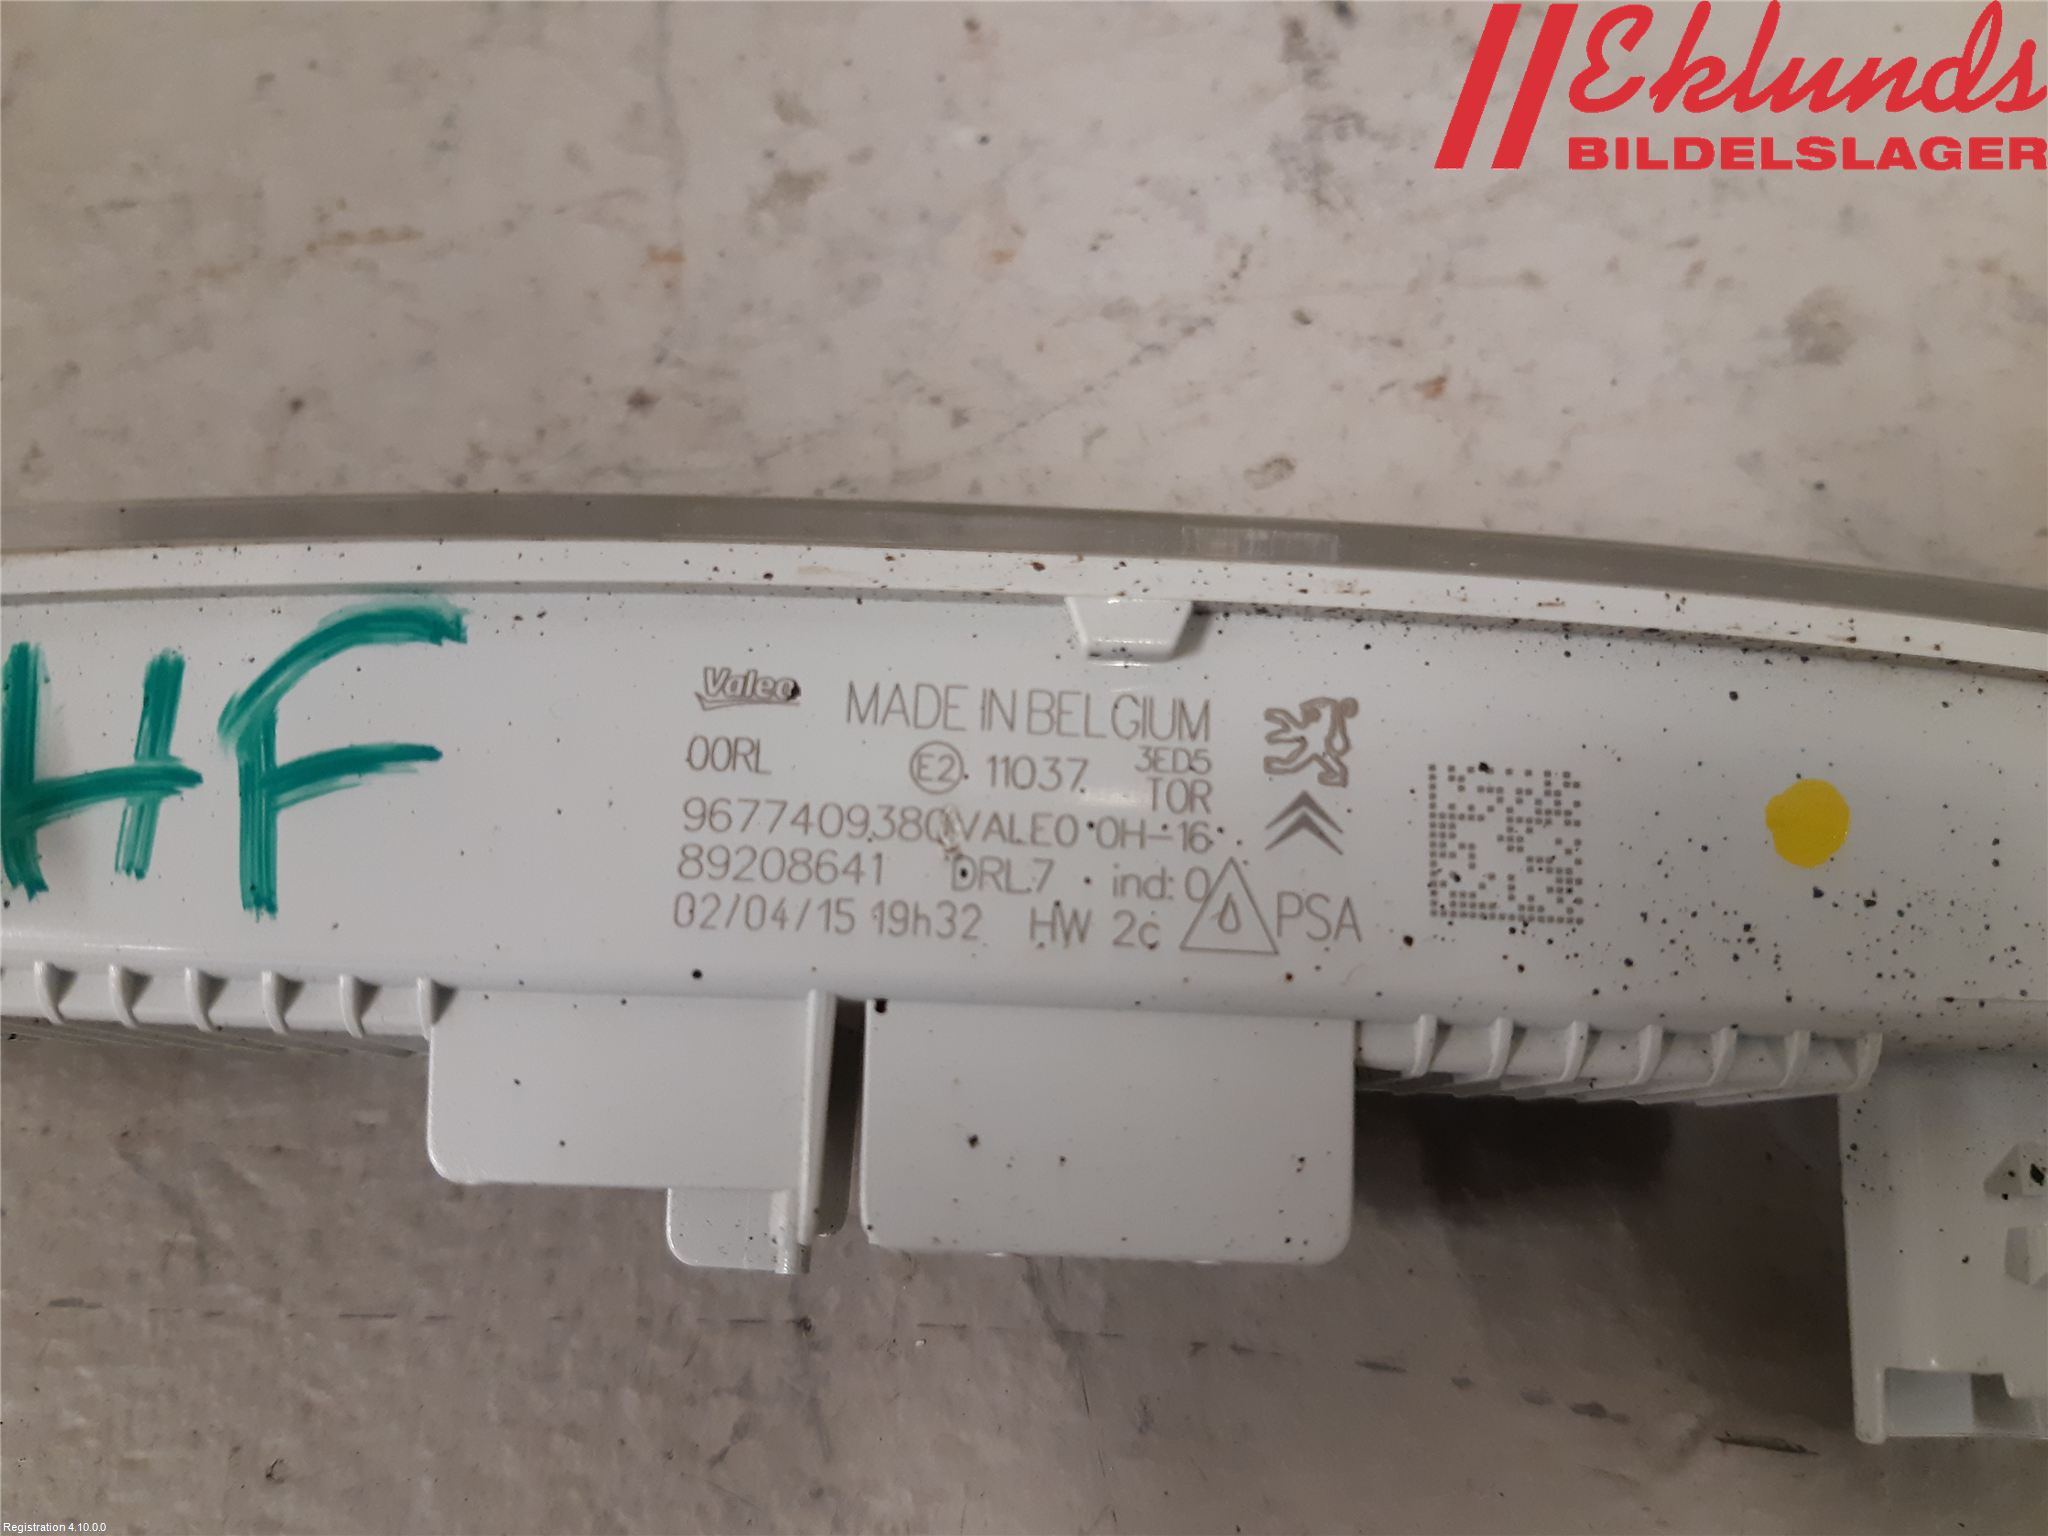 Eklunds
BILDELSLAGER
HF
Valeo MADE IN BELGIUM
00RL E2 11037 3ED5
TOR
9677409380 VALEO OH-16
89208641 DRL7 ind: 0
02/04/15 19h32 HW 2c PSA
Registration 4.10.0.0